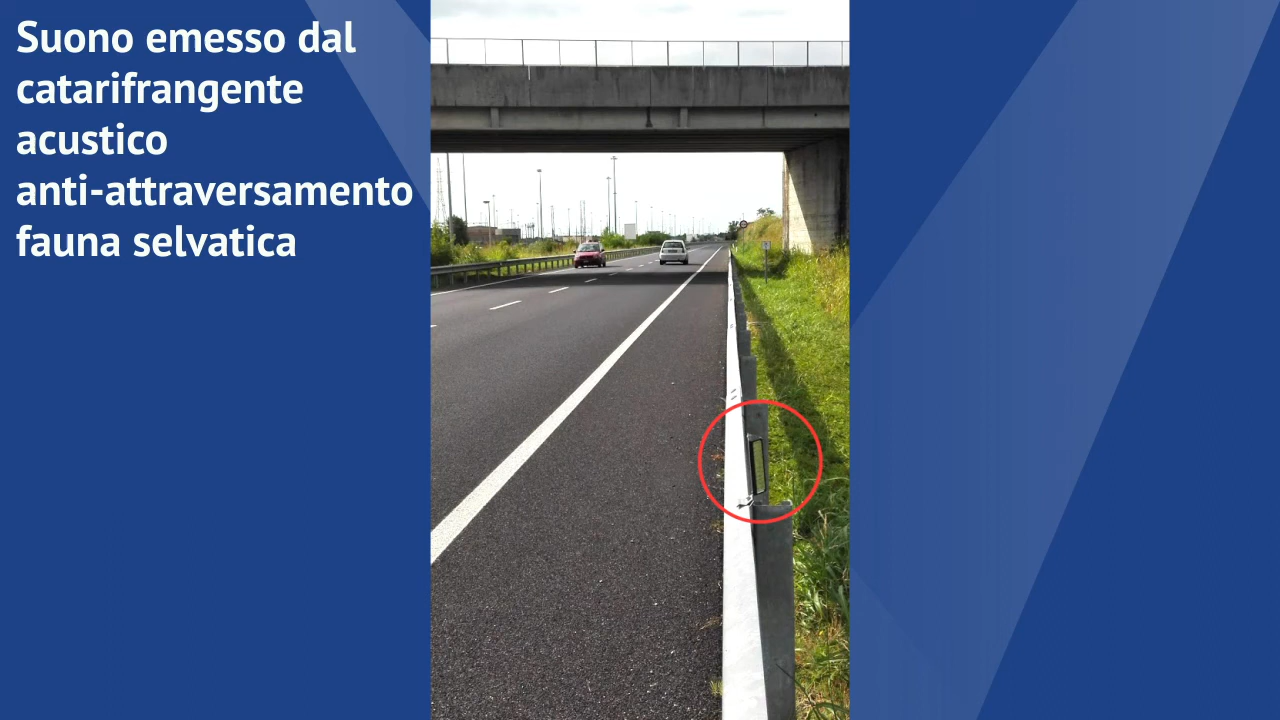 Suono emesso dal
catarifrangente
acustico
anti-attraversamento
fauna selvatica